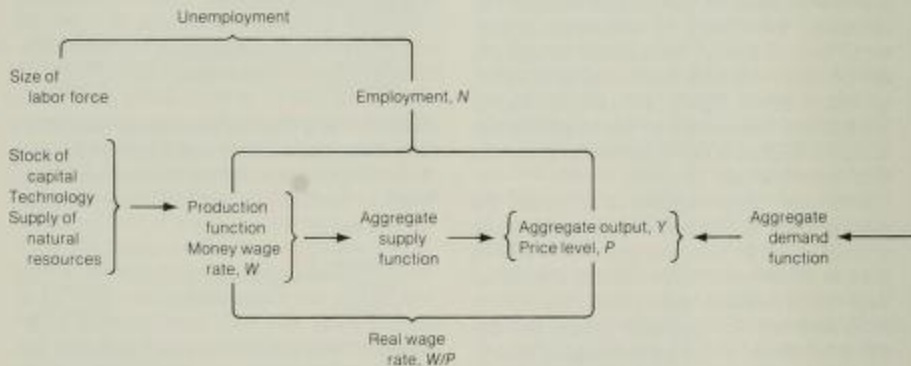 Unemployment
Size of
labor force
Employment, N
Stock of
capital
Technology
Supply of
natural
resources
Production
function
Money wage
rate, W
Aggregate
supply
function
Aggregate output, Y
Price level, P
Aggregate
demand
function
Real wage
rate, W/P